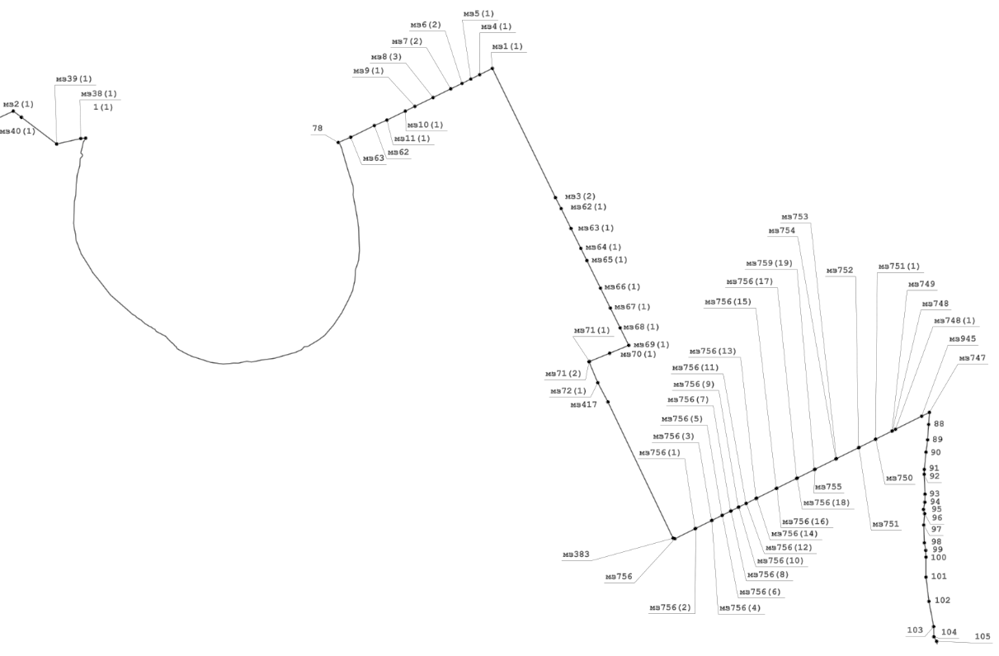 мз5(1)
мз6(2)
мз4(1)
мз7(2)
мз1(1)
мз8(3)
мз9(1)
мз39(1)
мз38(1)
мз2(1)
1(1)
мз40(1)
78
мз10(1)
мз11(1)
мз63
мз62
мз3(2)
мз62(1)
мз63(1)
мз64(1)
мз65(1)
мз66(1)
мз67(1)
мз68(1)
мз71(1)
мз69(1)
мз70(1)
мз71(2)
мз72(1)
мз417
мз753
мз754
мз759(19)
мз752
мз751(1)
мз756(17)
мз749
мз756(15)
мз748
мз748(1)
мз945
мз756(13)
мз747
мз756(11)
мз756(9)
мз756(7)
мз756(5)
мз756(3)
мз756(1)
88
89
90
91
92
93
94
95
96
97
98
99
100
101
102
103
104
105
мз750
мз755
мз756(18)
мз751
мз756(16)
мз756(14)
мз756(12)
мз756(10)
мз756(8)
мз756(6)
мз756(4)
мз756(2)
мз383
мз756